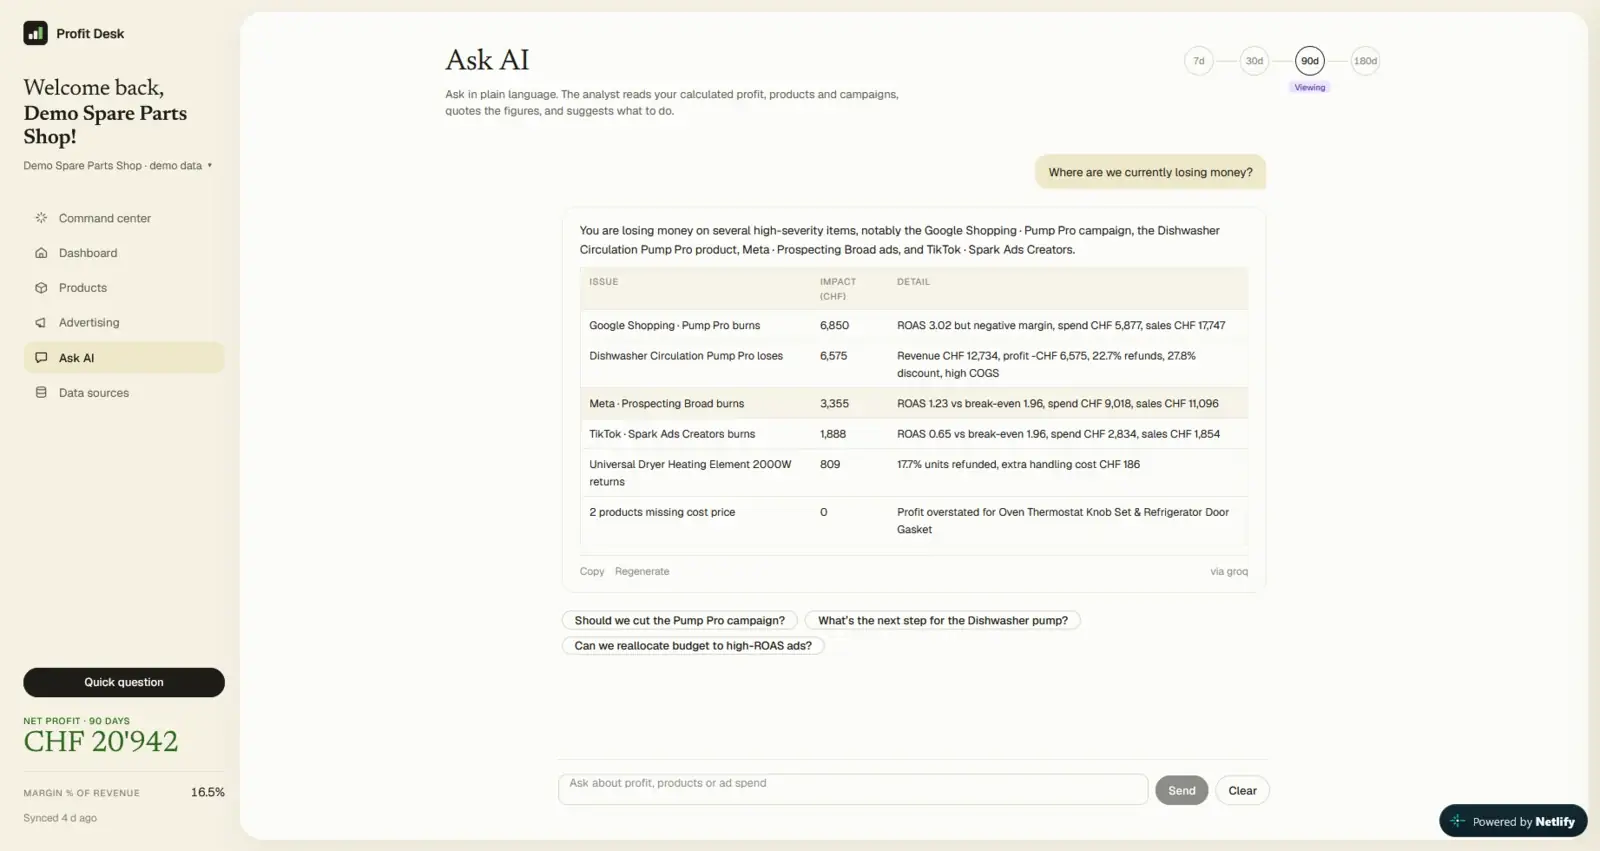 Profit Desk
Welcome back,
Demo Spare Parts
Shop!
Demo Spare Parts Shop · demo data ▾
Command center
Dashboard
Products
Advertising
Ask AI
Data sources
Quick question
NET PROFIT · 90 DAYS
CHF 20'942
MARGIN % OF REVENUE 16.5%
Synced 4 d ago
Ask AI
Ask in plain language. The analyst reads your calculated profit, products and campaigns,
quotes the figures, and suggests what to do.
7d 30d 90d 180d
Viewing
Where are we currently losing money?
You are losing money on several high-severity items, notably the Google Shopping · Pump Pro campaign, the Dishwasher
Circulation Pump Pro product, Meta · Prospecting Broad ads, and TikTok · Spark Ads Creators.
ISSUE IMPACT (CHF) DETAIL
Google Shopping · Pump Pro burns 6,850 ROAS 3.02 but negative margin, spend CHF 5,877, sales CHF 17,747
Dishwasher Circulation Pump Pro loses 6,575 Revenue CHF 12,734, profit -CHF 6,575, 22.7% refunds, 27.8%
discount, high COGS
Meta · Prospecting Broad burns 3,355 ROAS 1.23 vs break-even 1.96, spend CHF 9,018, sales CHF 11,096
TikTok · Spark Ads Creators burns 1,888 ROAS 0.65 vs break-even 1.96, spend CHF 2,834, sales CHF 1,854
Universal Dryer Heating Element 2000W
returns 809 17.7% units refunded, extra handling cost CHF 186
2 products missing cost price 0 Profit overstated for Oven Thermostat Knob Set & Refrigerator Door
Gasket
Copy Regenerate via groq
Should we cut the Pump Pro campaign? What's the next step for the Dishwasher pump?
Can we reallocate budget to high-ROAS ads?
Ask about profit, products or ad spend
Send Clear
Powered by Netlify